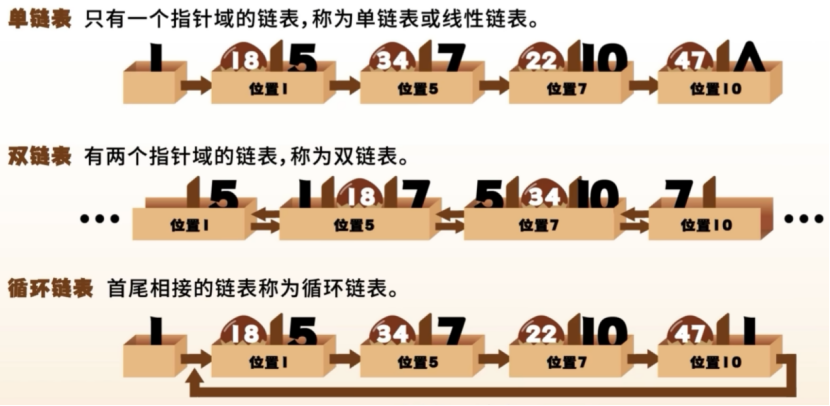 单链表 只有一个指针域的链表，称为单链表或线性链表。
1 18 5 34 7 22 10 47 ∧
位置1 位置5 位置7 位置10
双链表 有两个指针域的链表，称为双链表。
5 1 18 7 5 34 10 7
••• 位置1 位置5 位置7 位置10 •••
循环链表 首尾相接的链表称为循环链表。
1 18 5 34 7 22 10 47 1
位置1 位置5 位置7 位置10